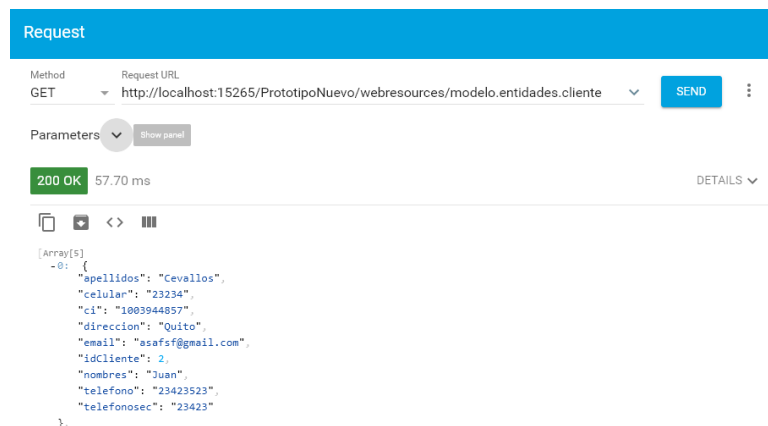 Request
Method Request URL
GET http://localhost:15265/PrototipoNuevo/webresources/modelo.entidades.cliente SEND
Parameters Show panel
200 OK 57.70 ms DETAILS
[Array[5]
-0: {
"apellidos": "Cevallos",
"celular": "23234",
"ci": "1003944857",
"direccion": "Quito",
"email": "asafsf@gmail.com",
"idCliente": 2,
"nombres": "Juan",
"telefono": "23423523",
"telefonosec": "23423"
},